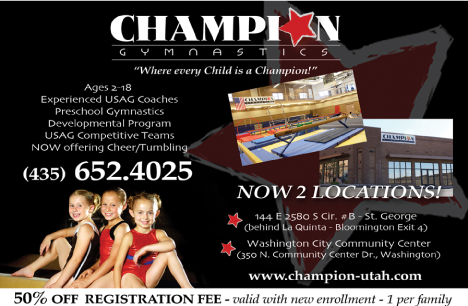 CHAMPION
GYMNASTICS
"Where every Child is a Champion!"
Ages 2-18
Experienced USAG Coaches
Preschool Gymnastics
Developmental Program
USAG Competitive Teams
NOW offering Cheer/Tumbling
(435) 652.4025
CHAMPION
CHAMPION
NOW 2 LOCATIONS!
144 E 2580 S Cir. #B - St. George
(behind La Quinta - Bloomington Exit 4)
Washington City Community Center
(350 N. Community Center Dr., Washington)
www.champion-utah.com
50% OFF REGISTRATION FEE - valid with new enrollment - 1 per family